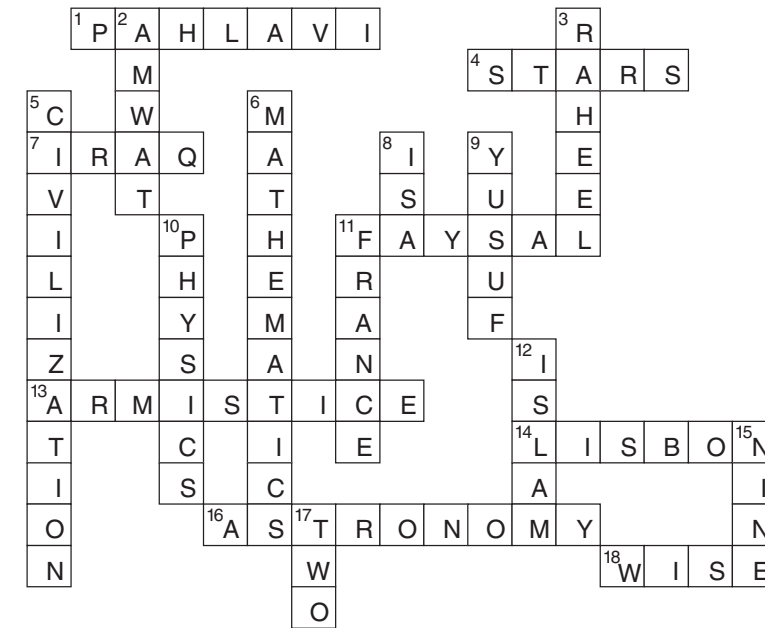 1 P 2 A H L A V I 3 R
M 4 S T A R S
5 C W 6 M H
7 I R A Q A 8 I 9 Y E
V T T S U E
I 10 P H 11 F A Y S A L
L H E R U
I Y M A F
Z S A N 12 I
13 A R M I S T I C E S
T C I E 14 L I S B O 15 N
I S C A I
O 16 A S 17 T R O N O M Y N
N W 18 W I S E
O